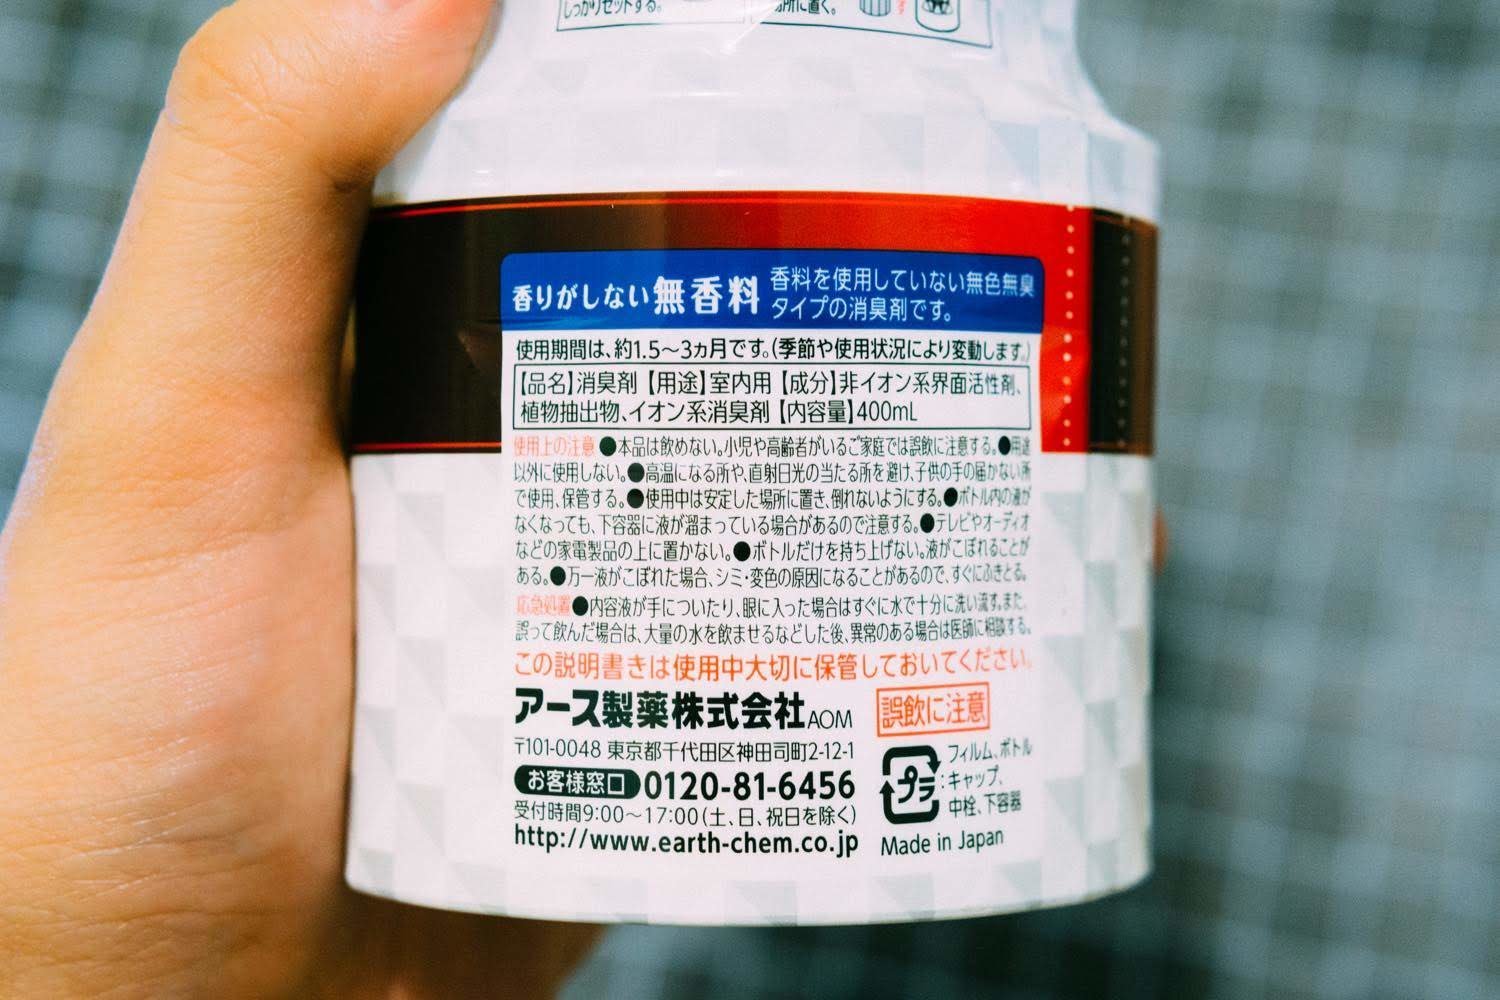 しっかりセットする。
場所に置く。
す
香りがしない無香料 香料を使用していない無色無臭
タイプの消臭剤です。
使用期間は、約1.5～3ヵ月です。(季節や使用状況により変動します。)
【品名】消臭剤【用途】室内用【成分】非イオン系界面活性剤、
植物抽出物、イオン系消臭剤【内容量】400mL
使用上の注意 ●本品は飲めない。小児や高齢者がいるご家庭では誤飲に注意する。●用途
以外に使用しない。●高温になる所や、直射日光の当たる所を避け、子供の手の届かない所
で使用、保管する。●使用中は安定した場所に置き、倒れないようにする。●ボトル内の液が
なくなっても、下容器に液が溜まっている場合があるので注意する。●テレビやオーディオ
などの家電製品の上に置かない。●ボトルだけを持ち上げない。液がこぼれることが
ある。●万一液がこぼれた場合、シミ・変色の原因になることがあるので、すぐにふきとる。
応急処置●内容液が手についたり、眼に入った場合はすぐに水で十分に洗い流す。また、
誤って飲んだ場合は、大量の水を飲ませるなどした後、異常のある場合は医師に相談する。
この説明書きは使用中大切に保管しておいてください。
アース製薬株式会社AOM
〒101-0048 東京都千代田区神田司町2-12-1
お客様窓口 0120-81-6456
受付時間9:00～17:00(土、日、祝日を除く)
http://www.earth-chem.co.jp
誤飲に注意
プラ
:フィルム、ボトル
キャップ、
中栓、下容器
Made in Japan